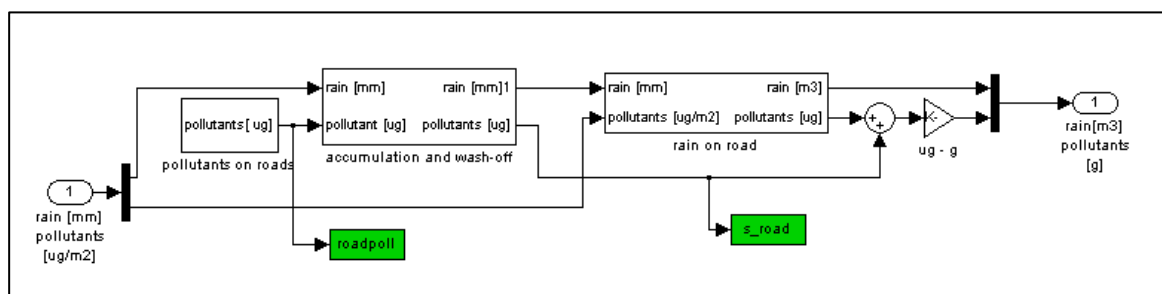 rain [mm]
rain [mm]1
pollutant [ug]
pollutants [ug]
accumulation and wash-off
rain [mm]
rain [m3]
pollutants [ug/m2]
pollutants [ug]
rain on road
pollutants[ ug]
pollutants on roads
+
+
K-
ug - g
1
rain[m3]
pollutants
[g]
1
rain [mm]
pollutants
[ug/m2]
roadpoll
s_road